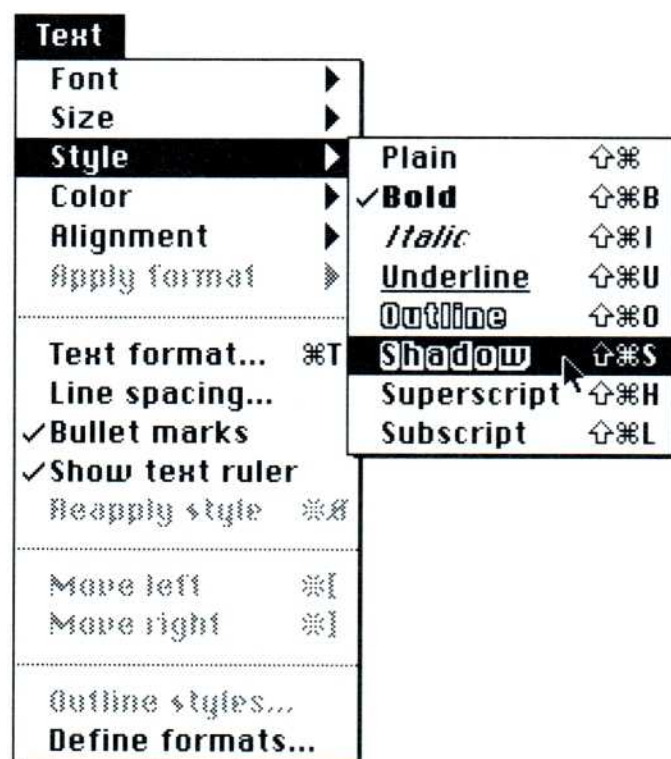 Text
Font ▶
Size ▶
Style ▶
Color ▶
Alignment ▶
Apply format ▶
Text format... ⌘T
Line spacing...
✓Bullet marks
✓Show text ruler
Reapply style ⌘
Move left ⌘[
Move right ⌘]
Outline styles...
Define formats...
Plain ⇧⌘
✓Bold ⇧⌘B
Italic ⇧⌘I
Underline ⇧⌘U
Outline ⇧⌘O
Shadow ⇧⌘S
Superscript ⇧⌘H
Subscript ⇧⌘L